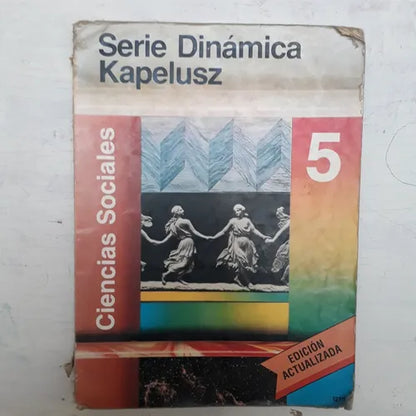 Serie Dinámica
Kapelusz
Ciencias Sociales
5
EDICIÓN
ACTUALIZADA